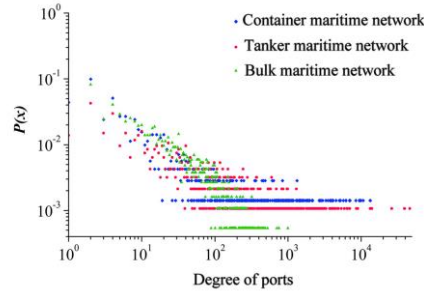 10^0
Container maritime network
Tanker maritime network
Bulk maritime network
10^-1
P(x)
10^-2
10^-3
10^0 10^1 10^2 10^3 10^4
Degree of ports